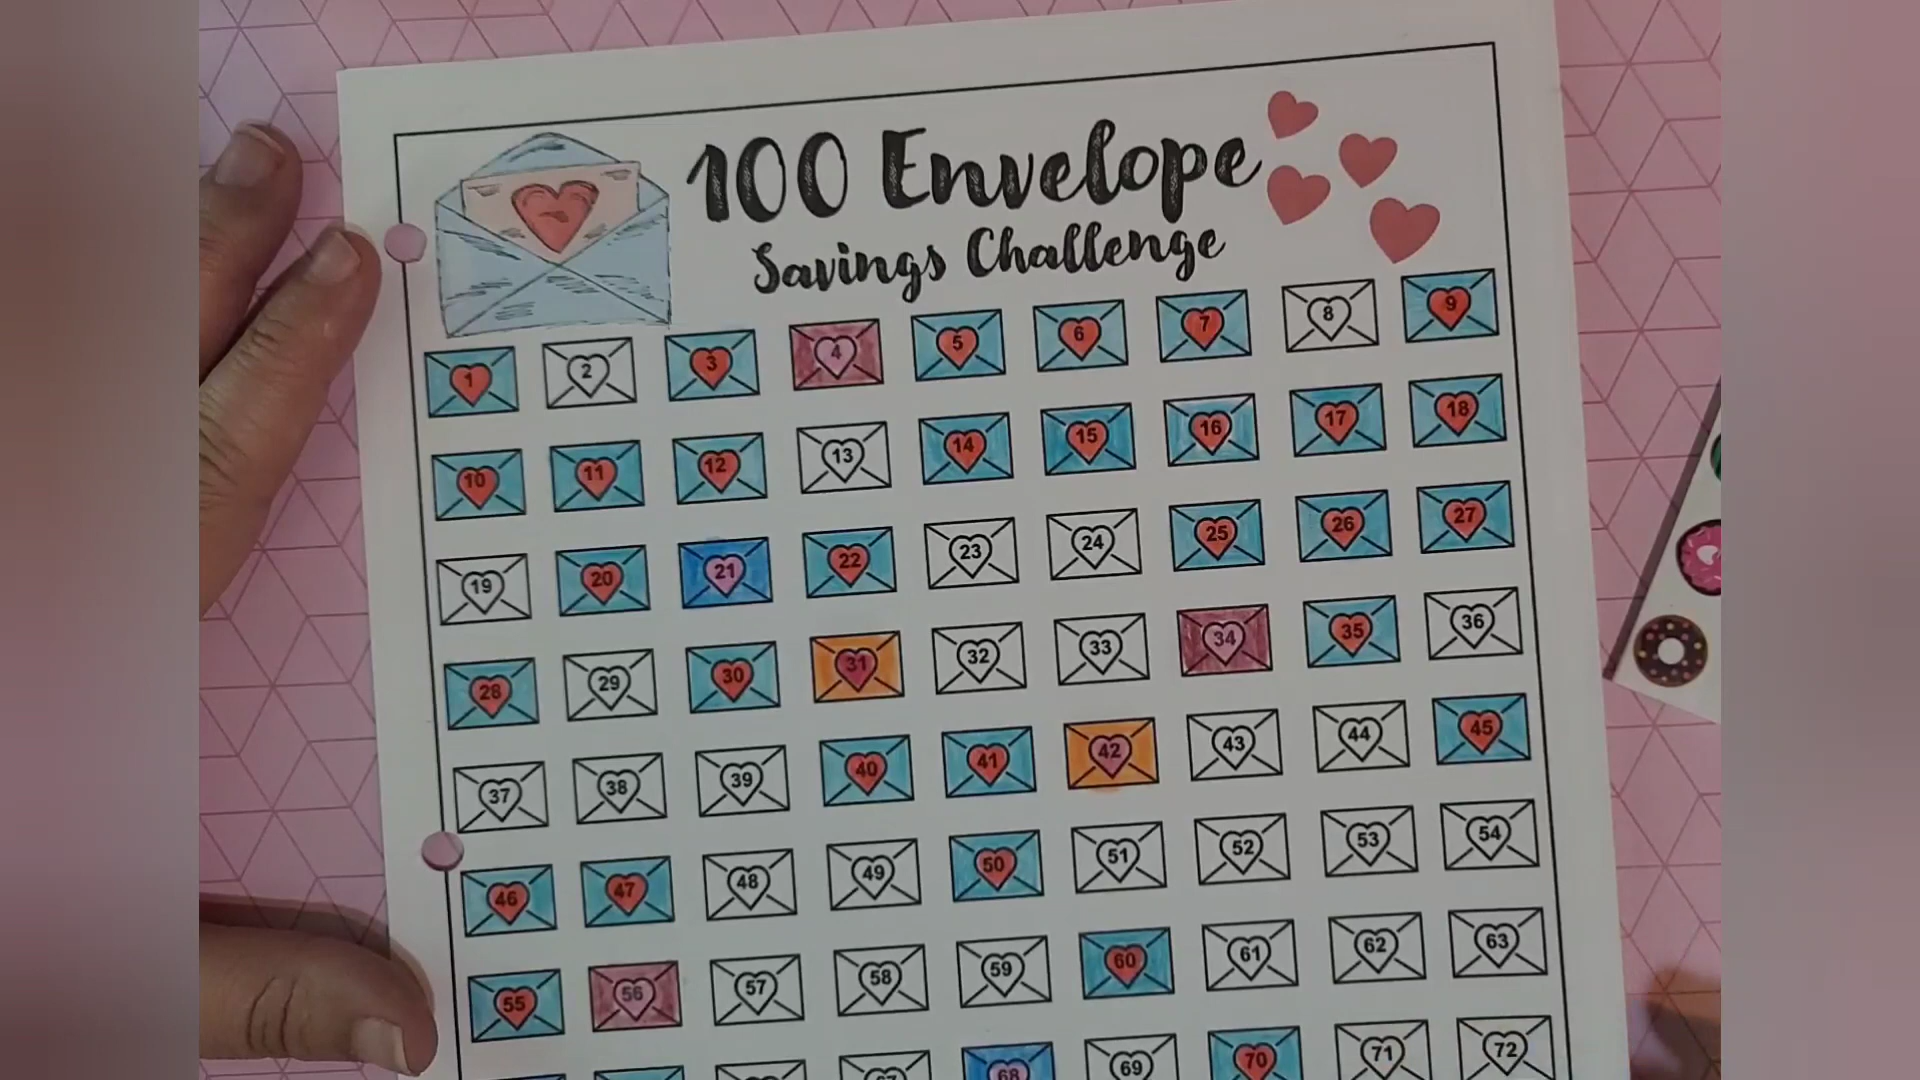 100 Envelope
Savings Challenge
1 2 3 4 5 6 7 8 9
10 11 12 13 14 15 16 17 18
19 20 21 22 23 24 25 26 27
28 29 30 31 32 33 34 35 36
37 38 39 40 41 42 43 44 45
46 47 48 49 50 51 52 53 54
55 56 57 58 59 60 61 62 63
67 68 69 70 71 72